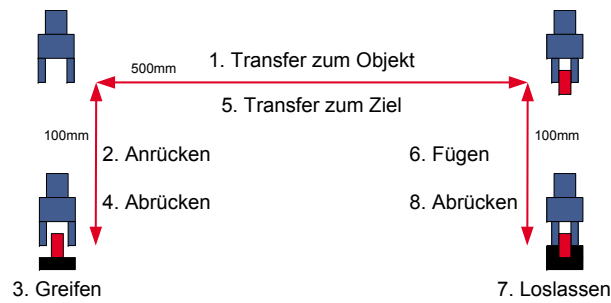 1. Transfer zum Objekt
500mm
5. Transfer zum Ziel
100mm
100mm
2. Anrücken
6. Fügen
4. Abrücken
8. Abrücken
3. Greifen
7. Loslassen